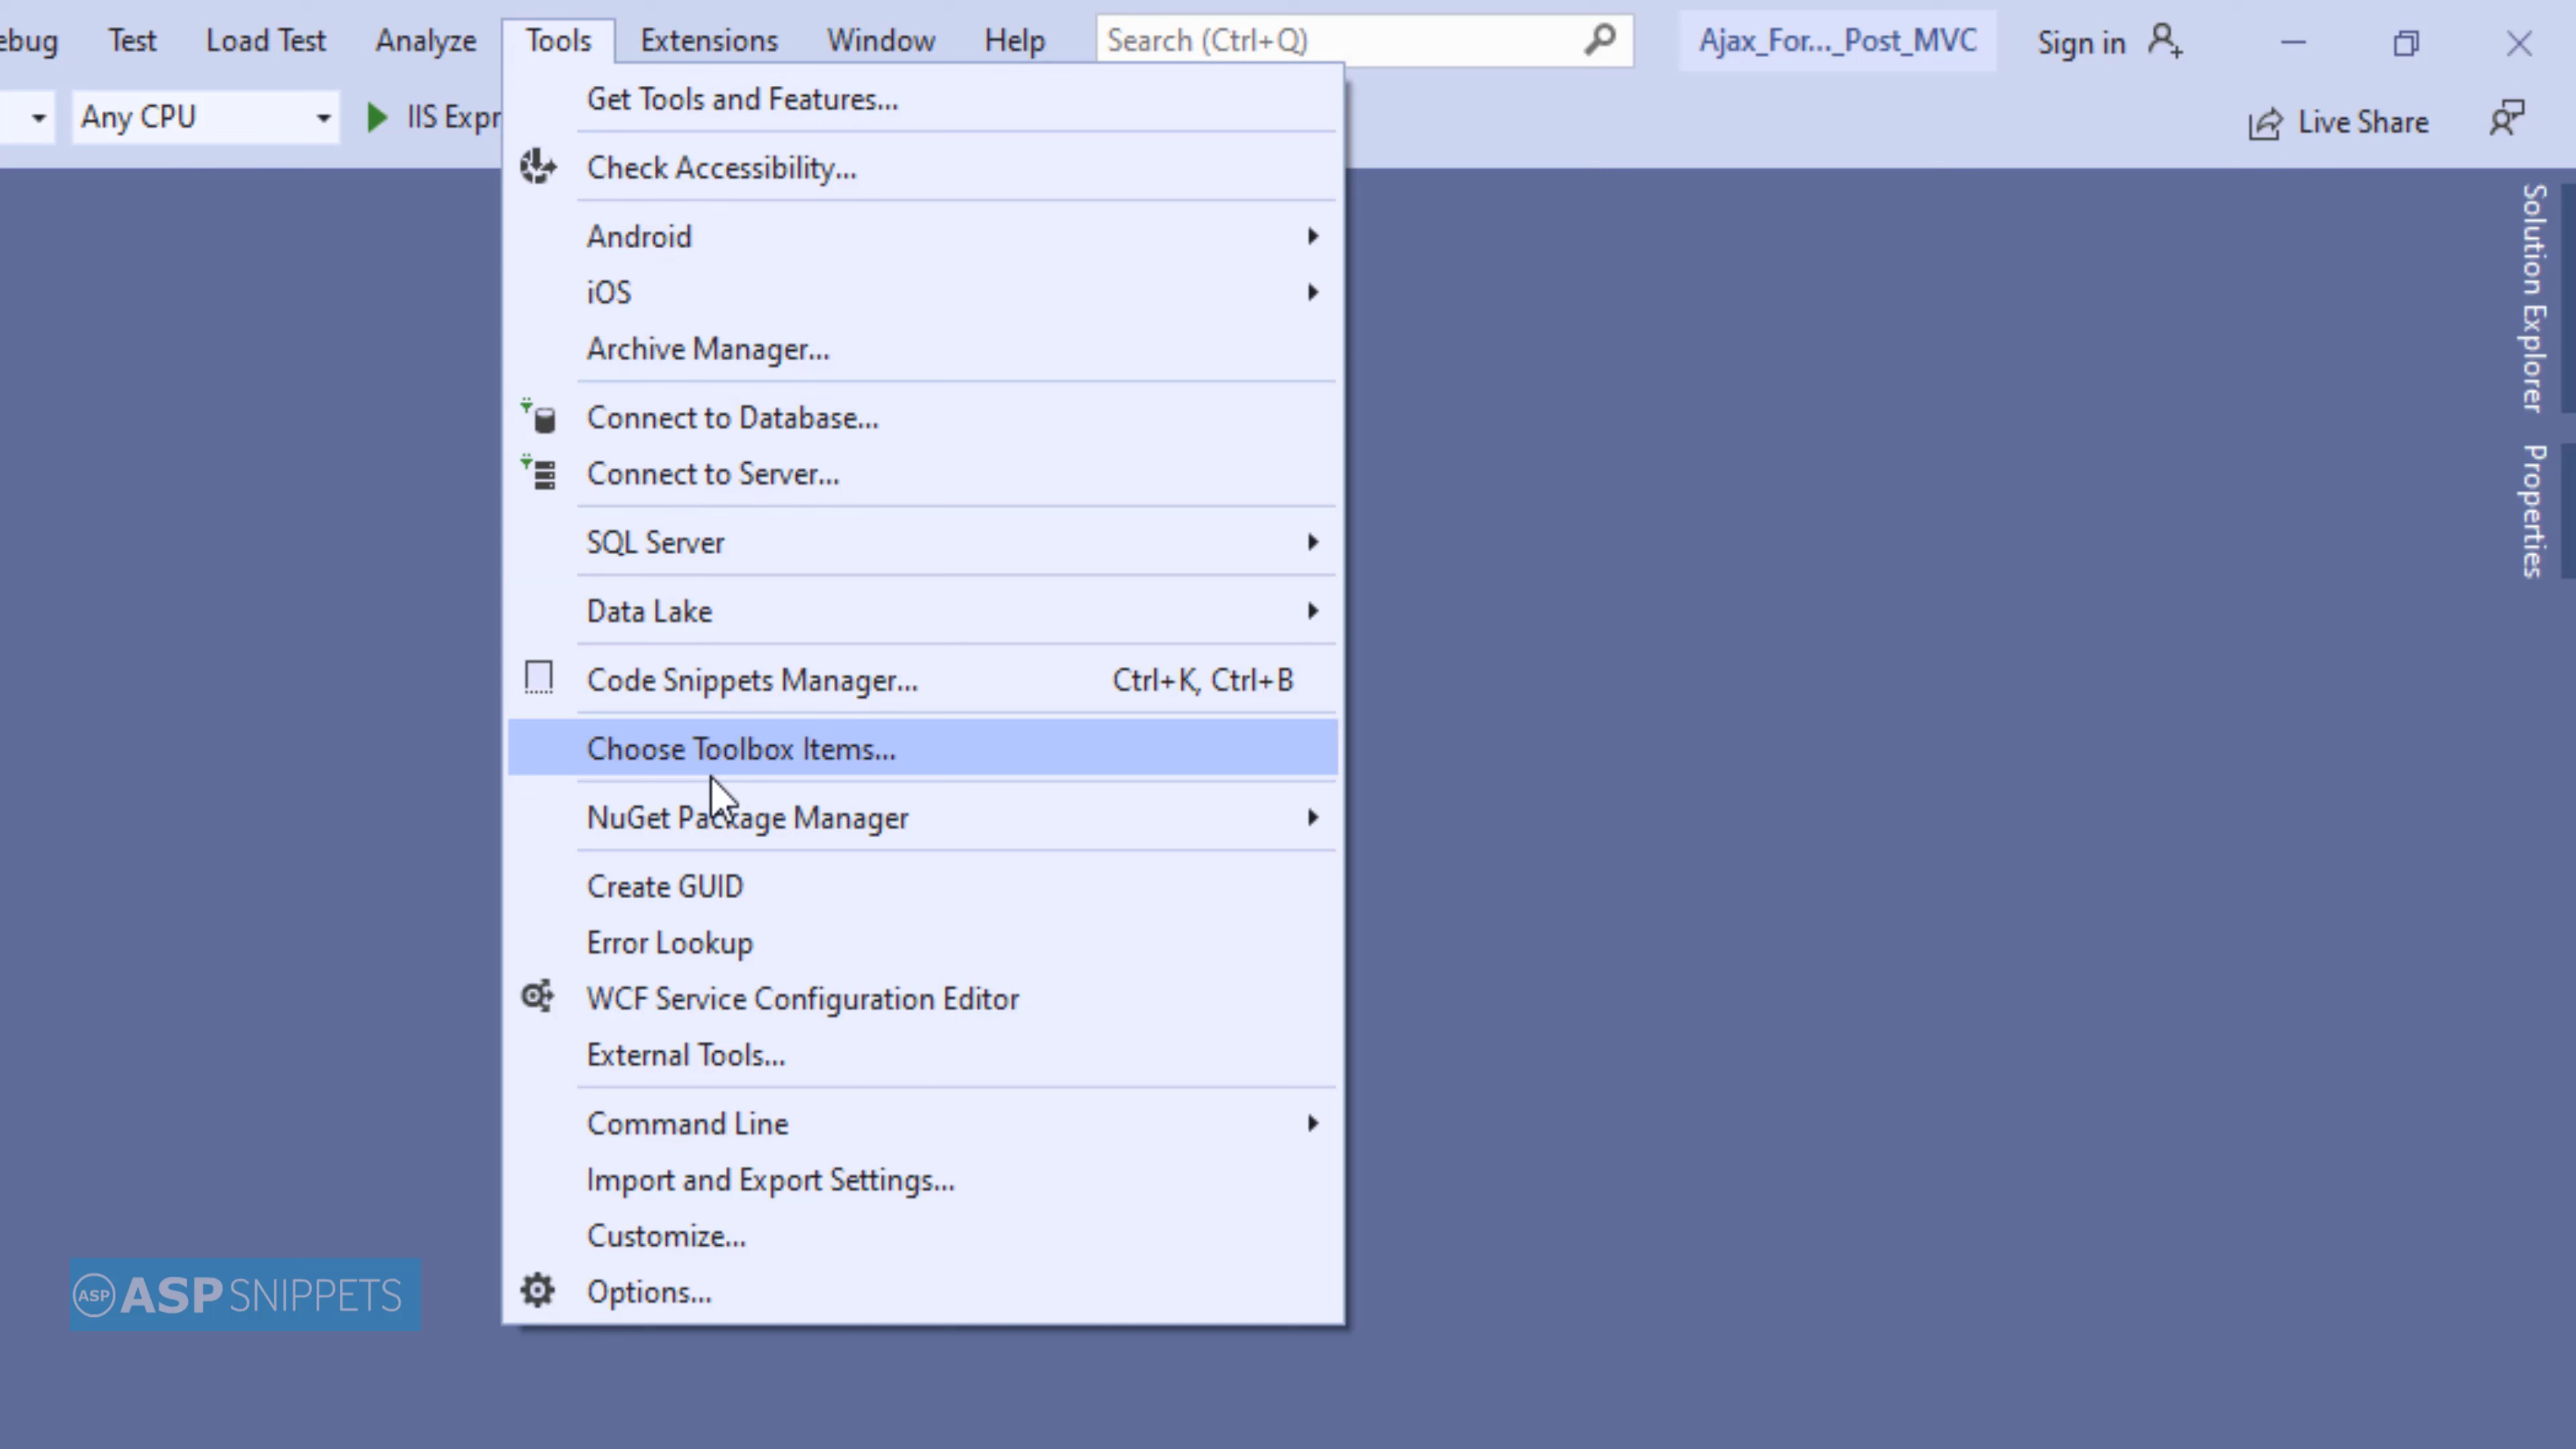 ebug Test Load Test Analyze Tools Extensions Window Help Search (Ctrl+Q) Ajax_For..._Post_MVC Sign in
Any CPU IIS Expr Live Share
Get Tools and Features...
Check Accessibility...
Android
iOS
Archive Manager...
Connect to Database...
Connect to Server...
SQL Server
Data Lake
Code Snippets Manager... Ctrl+K, Ctrl+B
Choose Toolbox Items...
NuGet Package Manager
Create GUID
Error Lookup
WCF Service Configuration Editor
External Tools...
Command Line
Import and Export Settings...
Customize...
Options...
Solution Explorer
Properties
ASP ASPSNIPPETS